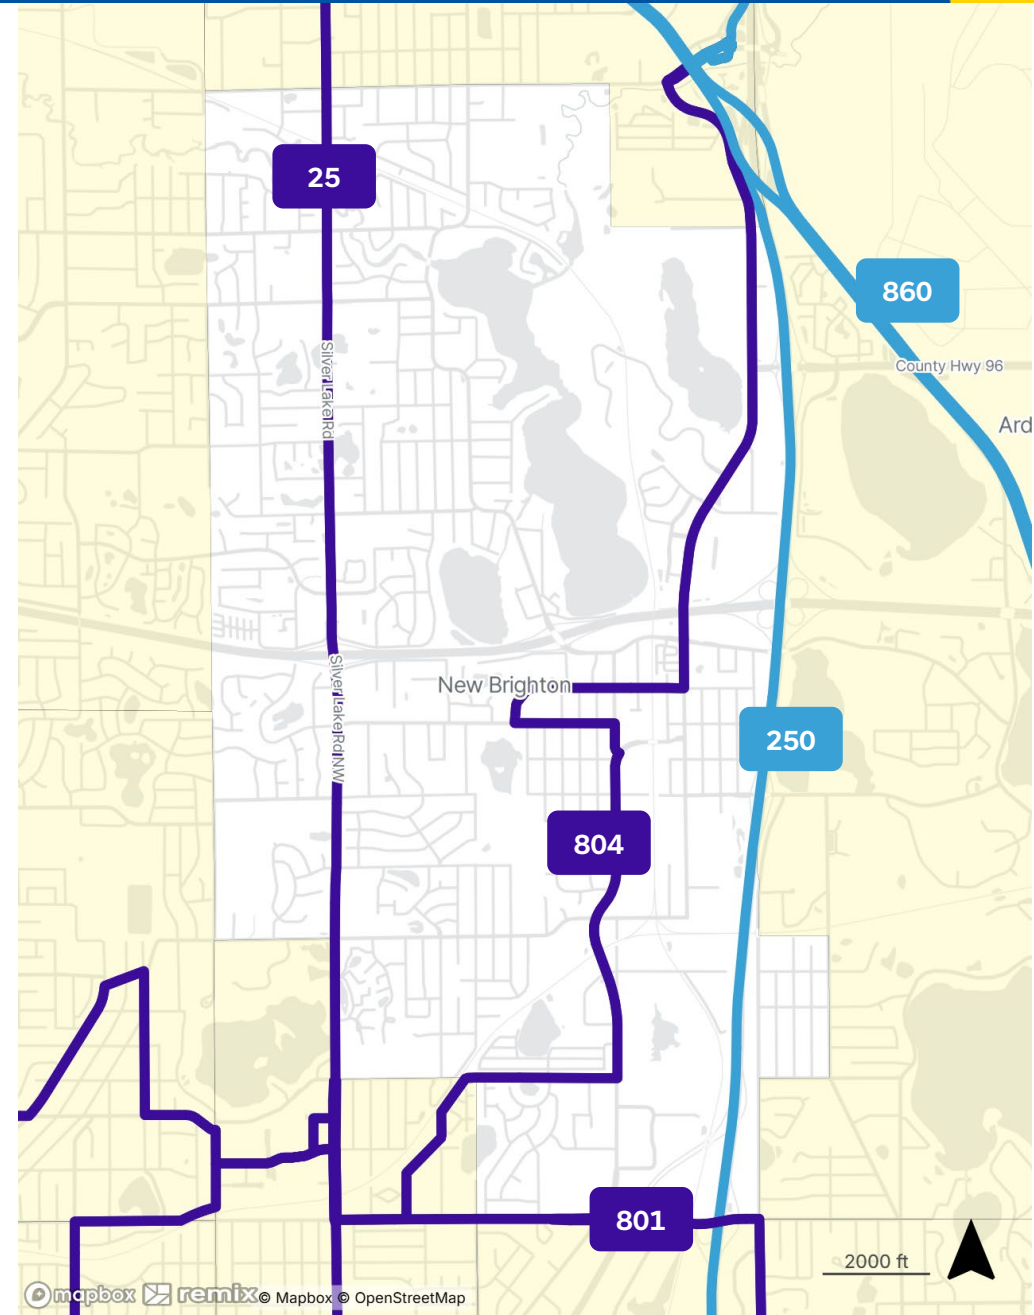 25
860
County Hwy 96
Silver Lake Rd
Ard
New Brighton
Silver Lake Rd NW
250
804
801
2000 ft
mapbox remix © Mapbox © OpenStreetMap